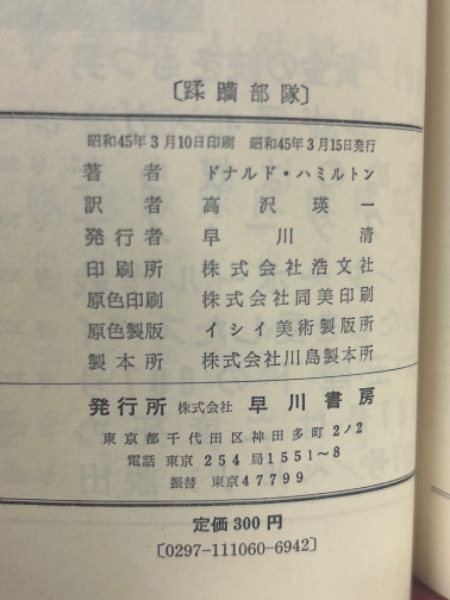 〔蹂躙部隊〕
昭和45年3月10日印刷 昭和45年3月15日発行
著者 ドナルド・ハミルトン
訳者 高沢瑛一
発行者 早川清
印刷所 株式会社浩文社
原色印刷 株式会社同美印刷
原色製版 イシイ美術製版所
製本所 株式会社川島製本所
発行所 株式会社 早川書房
東京都千代田区神田多町2ノ2
電話 東京 254局1551〜8
振替 東京47799
定価300円
〔0297-111060-6942〕